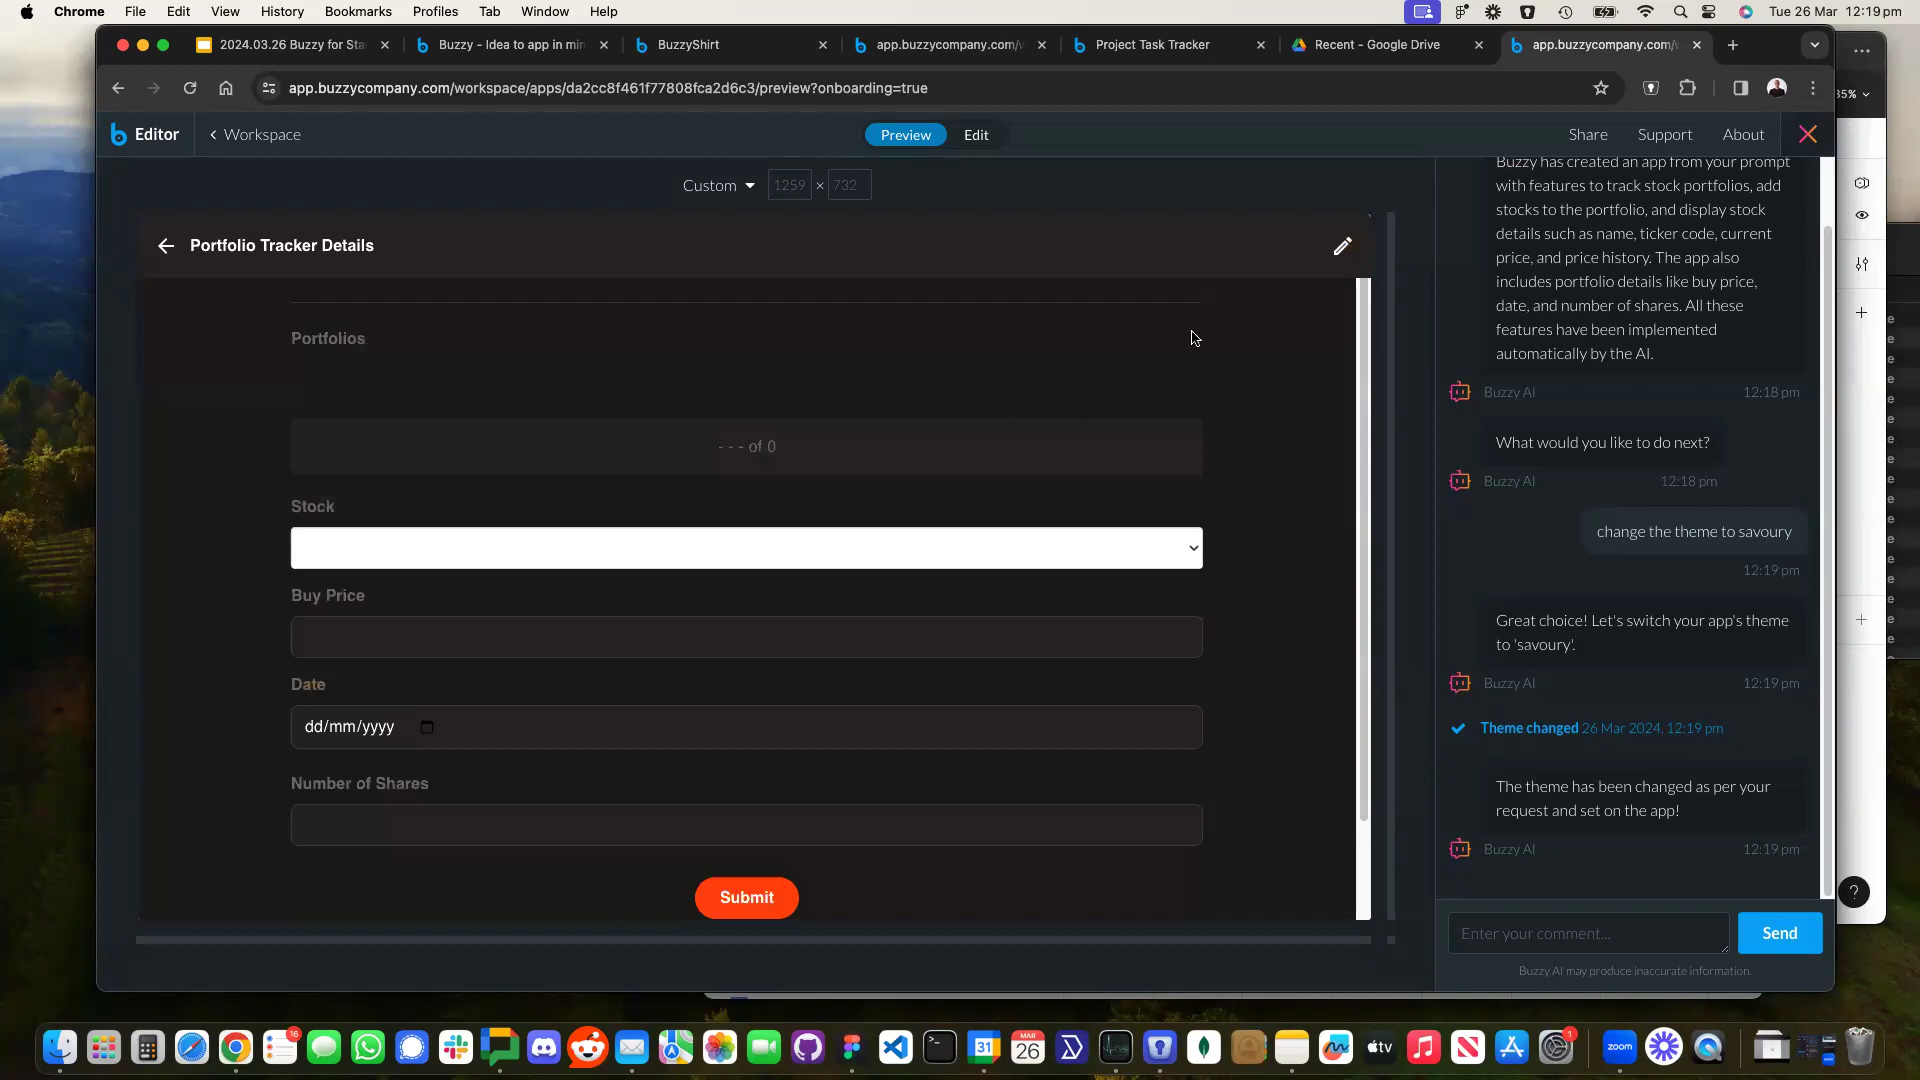 Chrome File Edit View History Bookmarks Profiles Tab Window Help Tue 26 Mar 12:19 pm
2024.03.26 Buzzy for Sta
Buzzy - Idea to app in min
BuzzyShirt
app.buzzycompany.com/w
Project Task Tracker
Recent - Google Drive
app.buzzycompany.com/
app.buzzycompany.com/workspace/apps/da2cc8f461f77808fca2d6c3/preview?onboarding=true
35%
Editor
Workspace
Preview
Edit
Share
Support
About
Custom
1259 × 732
Portfolio Tracker Details
Portfolios
- - - of 0
Stock
Buy Price
Date
dd/mm/yyyy
Number of Shares
Submit
Buzzy has created an app from your prompt
with features to track stock portfolios, add
stocks to the portfolio, and display stock
details such as name, ticker code, current
price, and price history. The app also
includes portfolio details like buy price,
date, and number of shares. All these
features have been implemented
automatically by the AI.
Buzzy AI 12:18 pm
What would you like to do next?
Buzzy AI 12:18 pm
change the theme to savoury
12:19 pm
Great choice! Let's switch your app's theme
to 'savoury'.
Buzzy AI 12:19 pm
Theme changed 26 Mar 2024, 12:19 pm
The theme has been changed as per your
request and set on the app!
Buzzy AI 12:19 pm
Enter your comment...
Send
Buzzy AI may produce inaccurate information.
?
16
31
MAR
26
tv
1
zoom